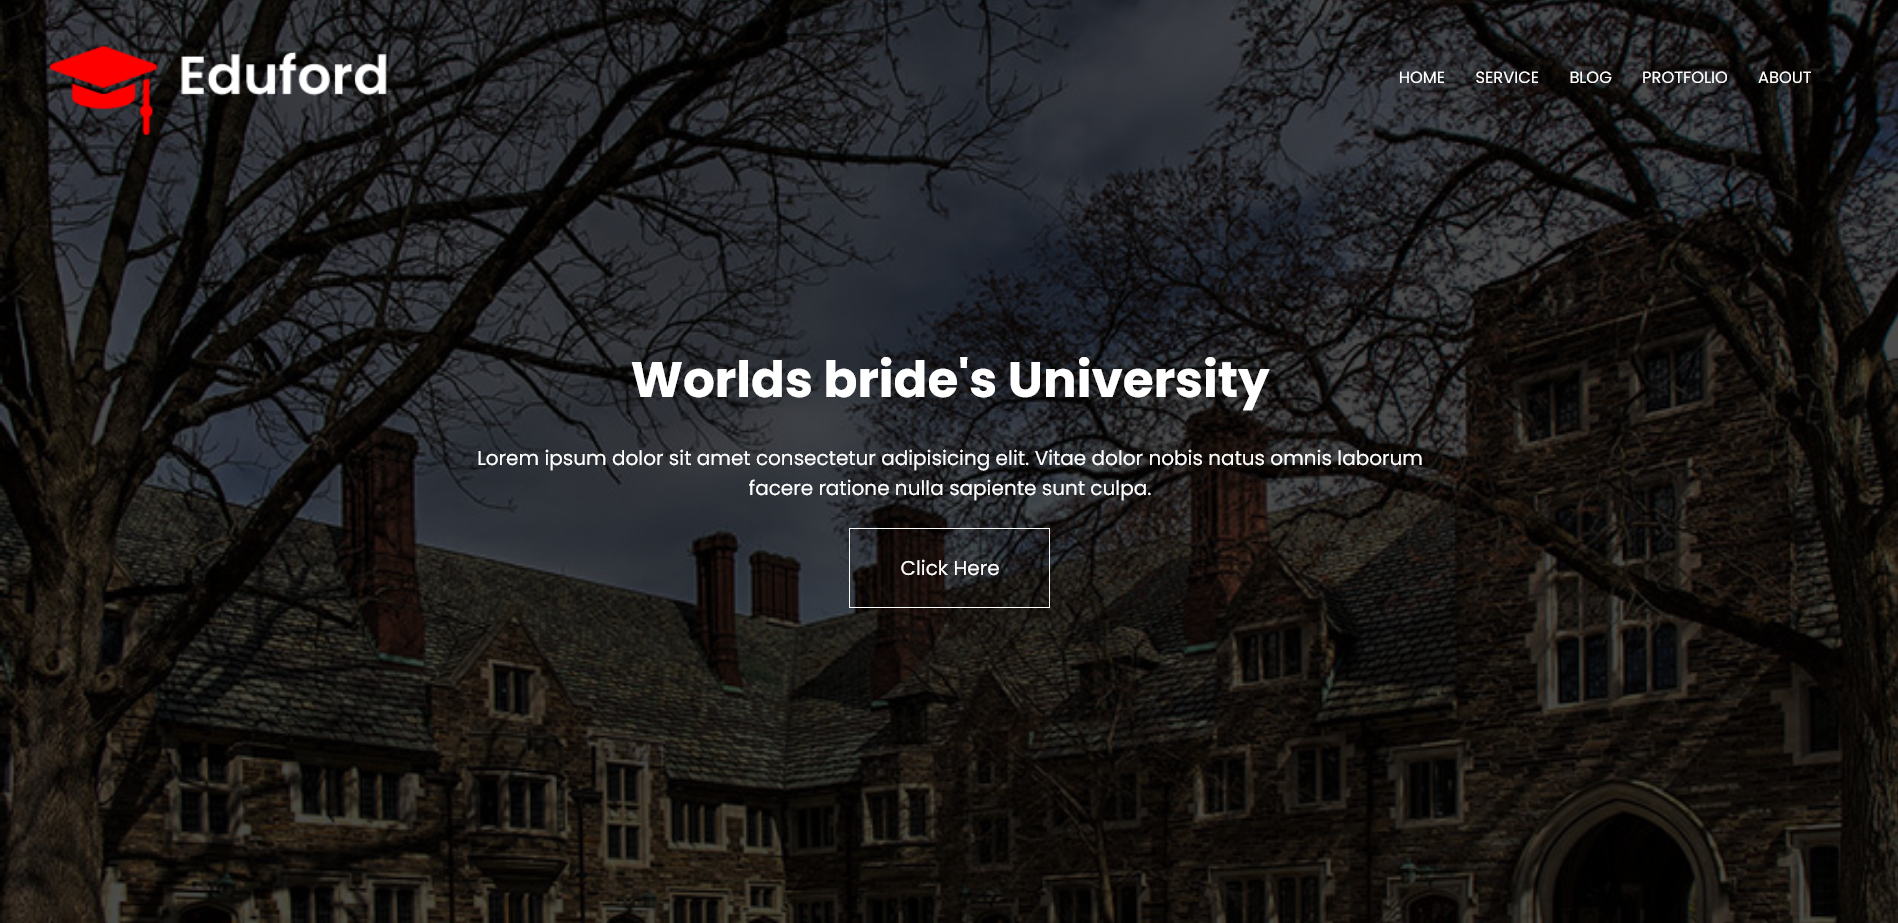 Eduford
HOME SERVICE BLOG PROTFOLIO ABOUT
Worlds bride's University
Lorem ipsum dolor sit amet consectetur adipisicing elit. Vitae dolor nobis natus omnis laborum
facere ratione nulla sapiente sunt culpa.
Click Here